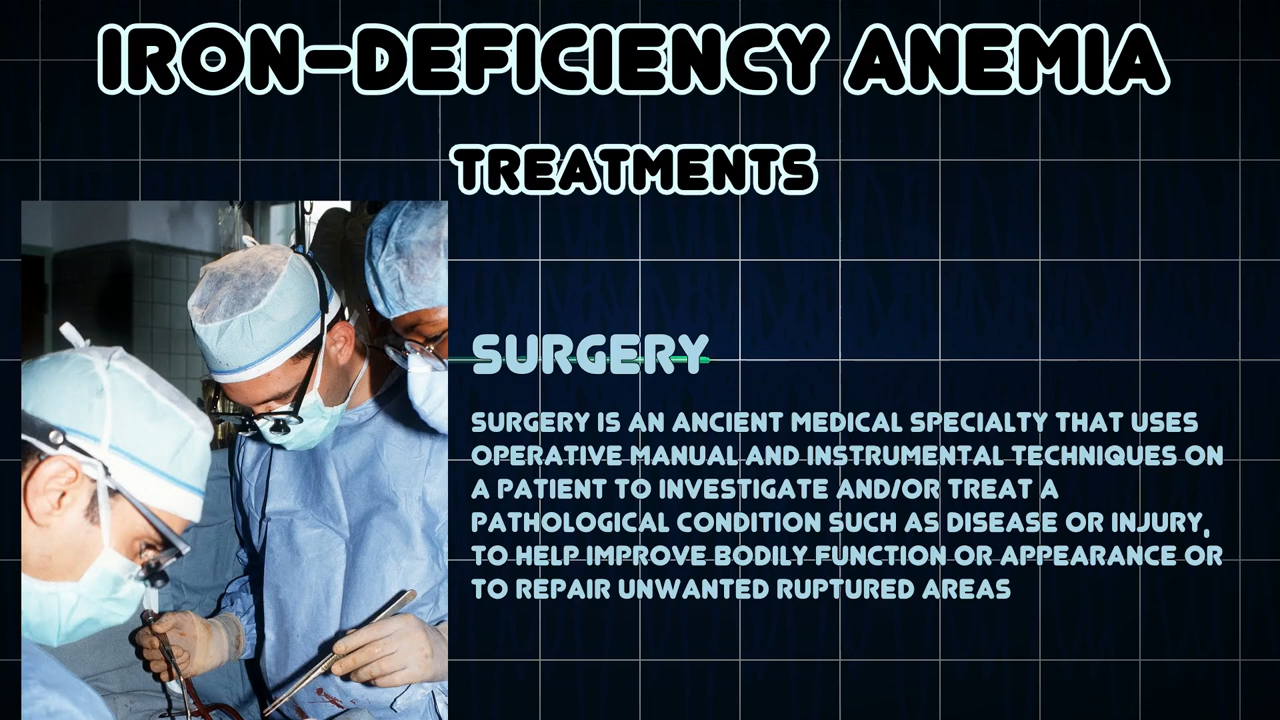 IRON-DEFICIENCY ANEMIA
TREATMENTS
SURGERY
SURGERY IS AN ANCIENT MEDICAL SPECIALTY THAT USES
OPERATIVE MANUAL AND INSTRUMENTAL TECHNIQUES ON
A PATIENT TO INVESTIGATE AND/OR TREAT A
PATHOLOGICAL CONDITION SUCH AS DISEASE OR INJURY,
TO HELP IMPROVE BODILY FUNCTION OR APPEARANCE OR
TO REPAIR UNWANTED RUPTURED AREAS